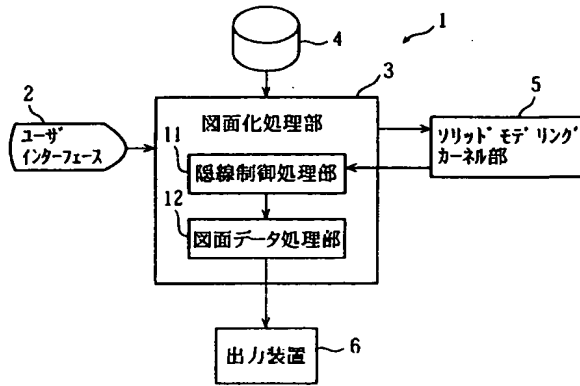 1
4
3
2
ユーザ
インターフェース
図面化処理部
5
ソリッドモデリング
カーネル部
11
隠線制御処理部
12
図面データ処理部
出力装置
6